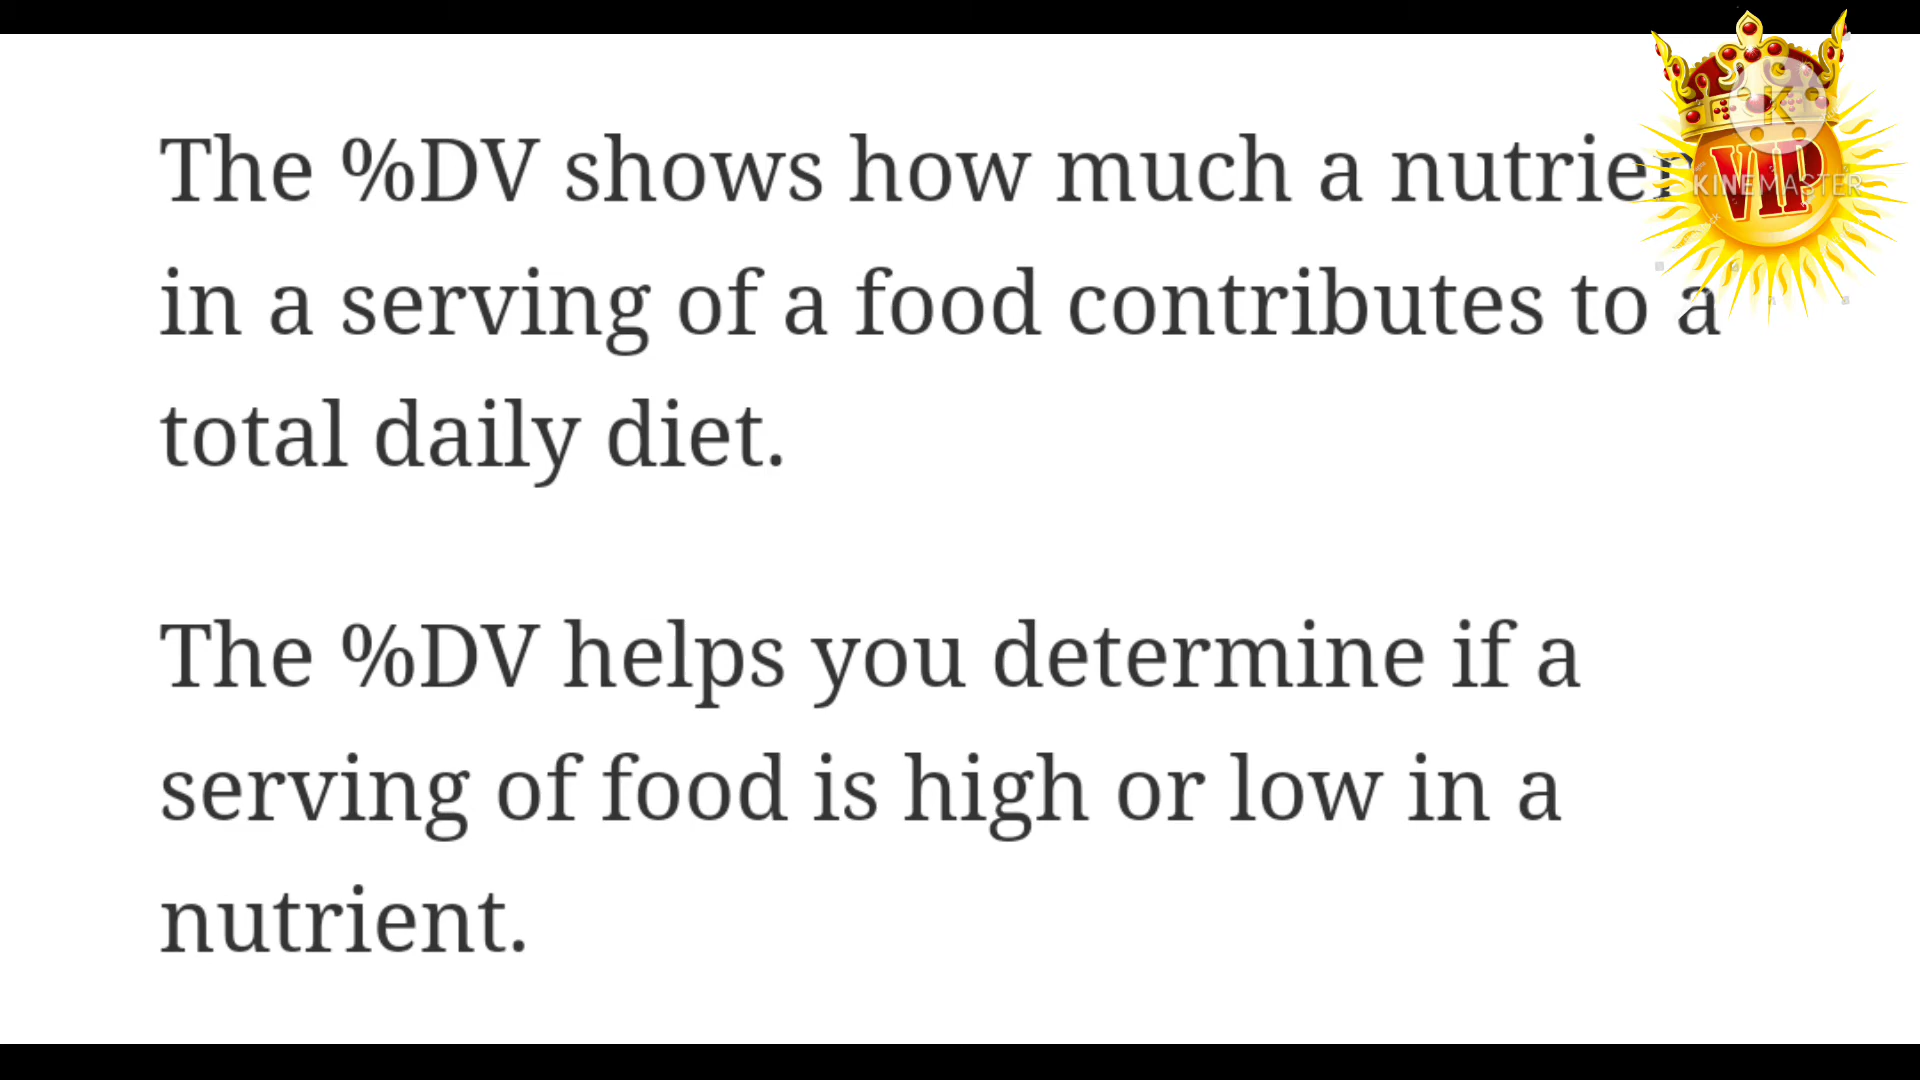 The %DV shows how much a
in a serving of a food contributes to a
total daily diet.
The %DV helps you determine if a
serving of food is high or low in a
nutrient.
VIP
KINEMASTER